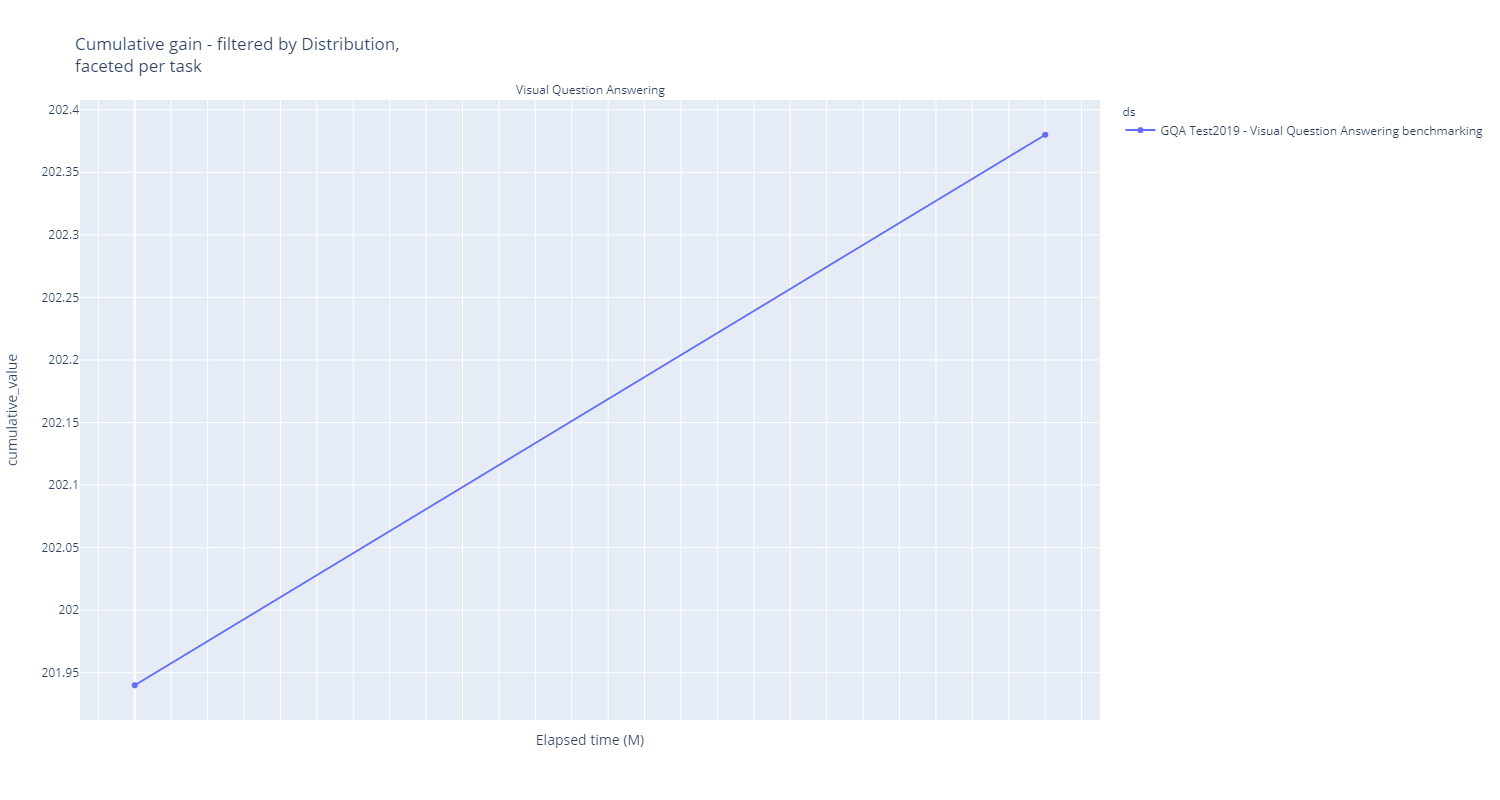 Cumulative gain - filtered by Distribution,
faceted per task
Visual Question Answering
202.4
202.35
202.3
202.25
202.2
202.15
202.1
202.05
202
201.95
cumulative_value
Elapsed time (M)
ds
GQA Test2019 - Visual Question Answering benchmarking